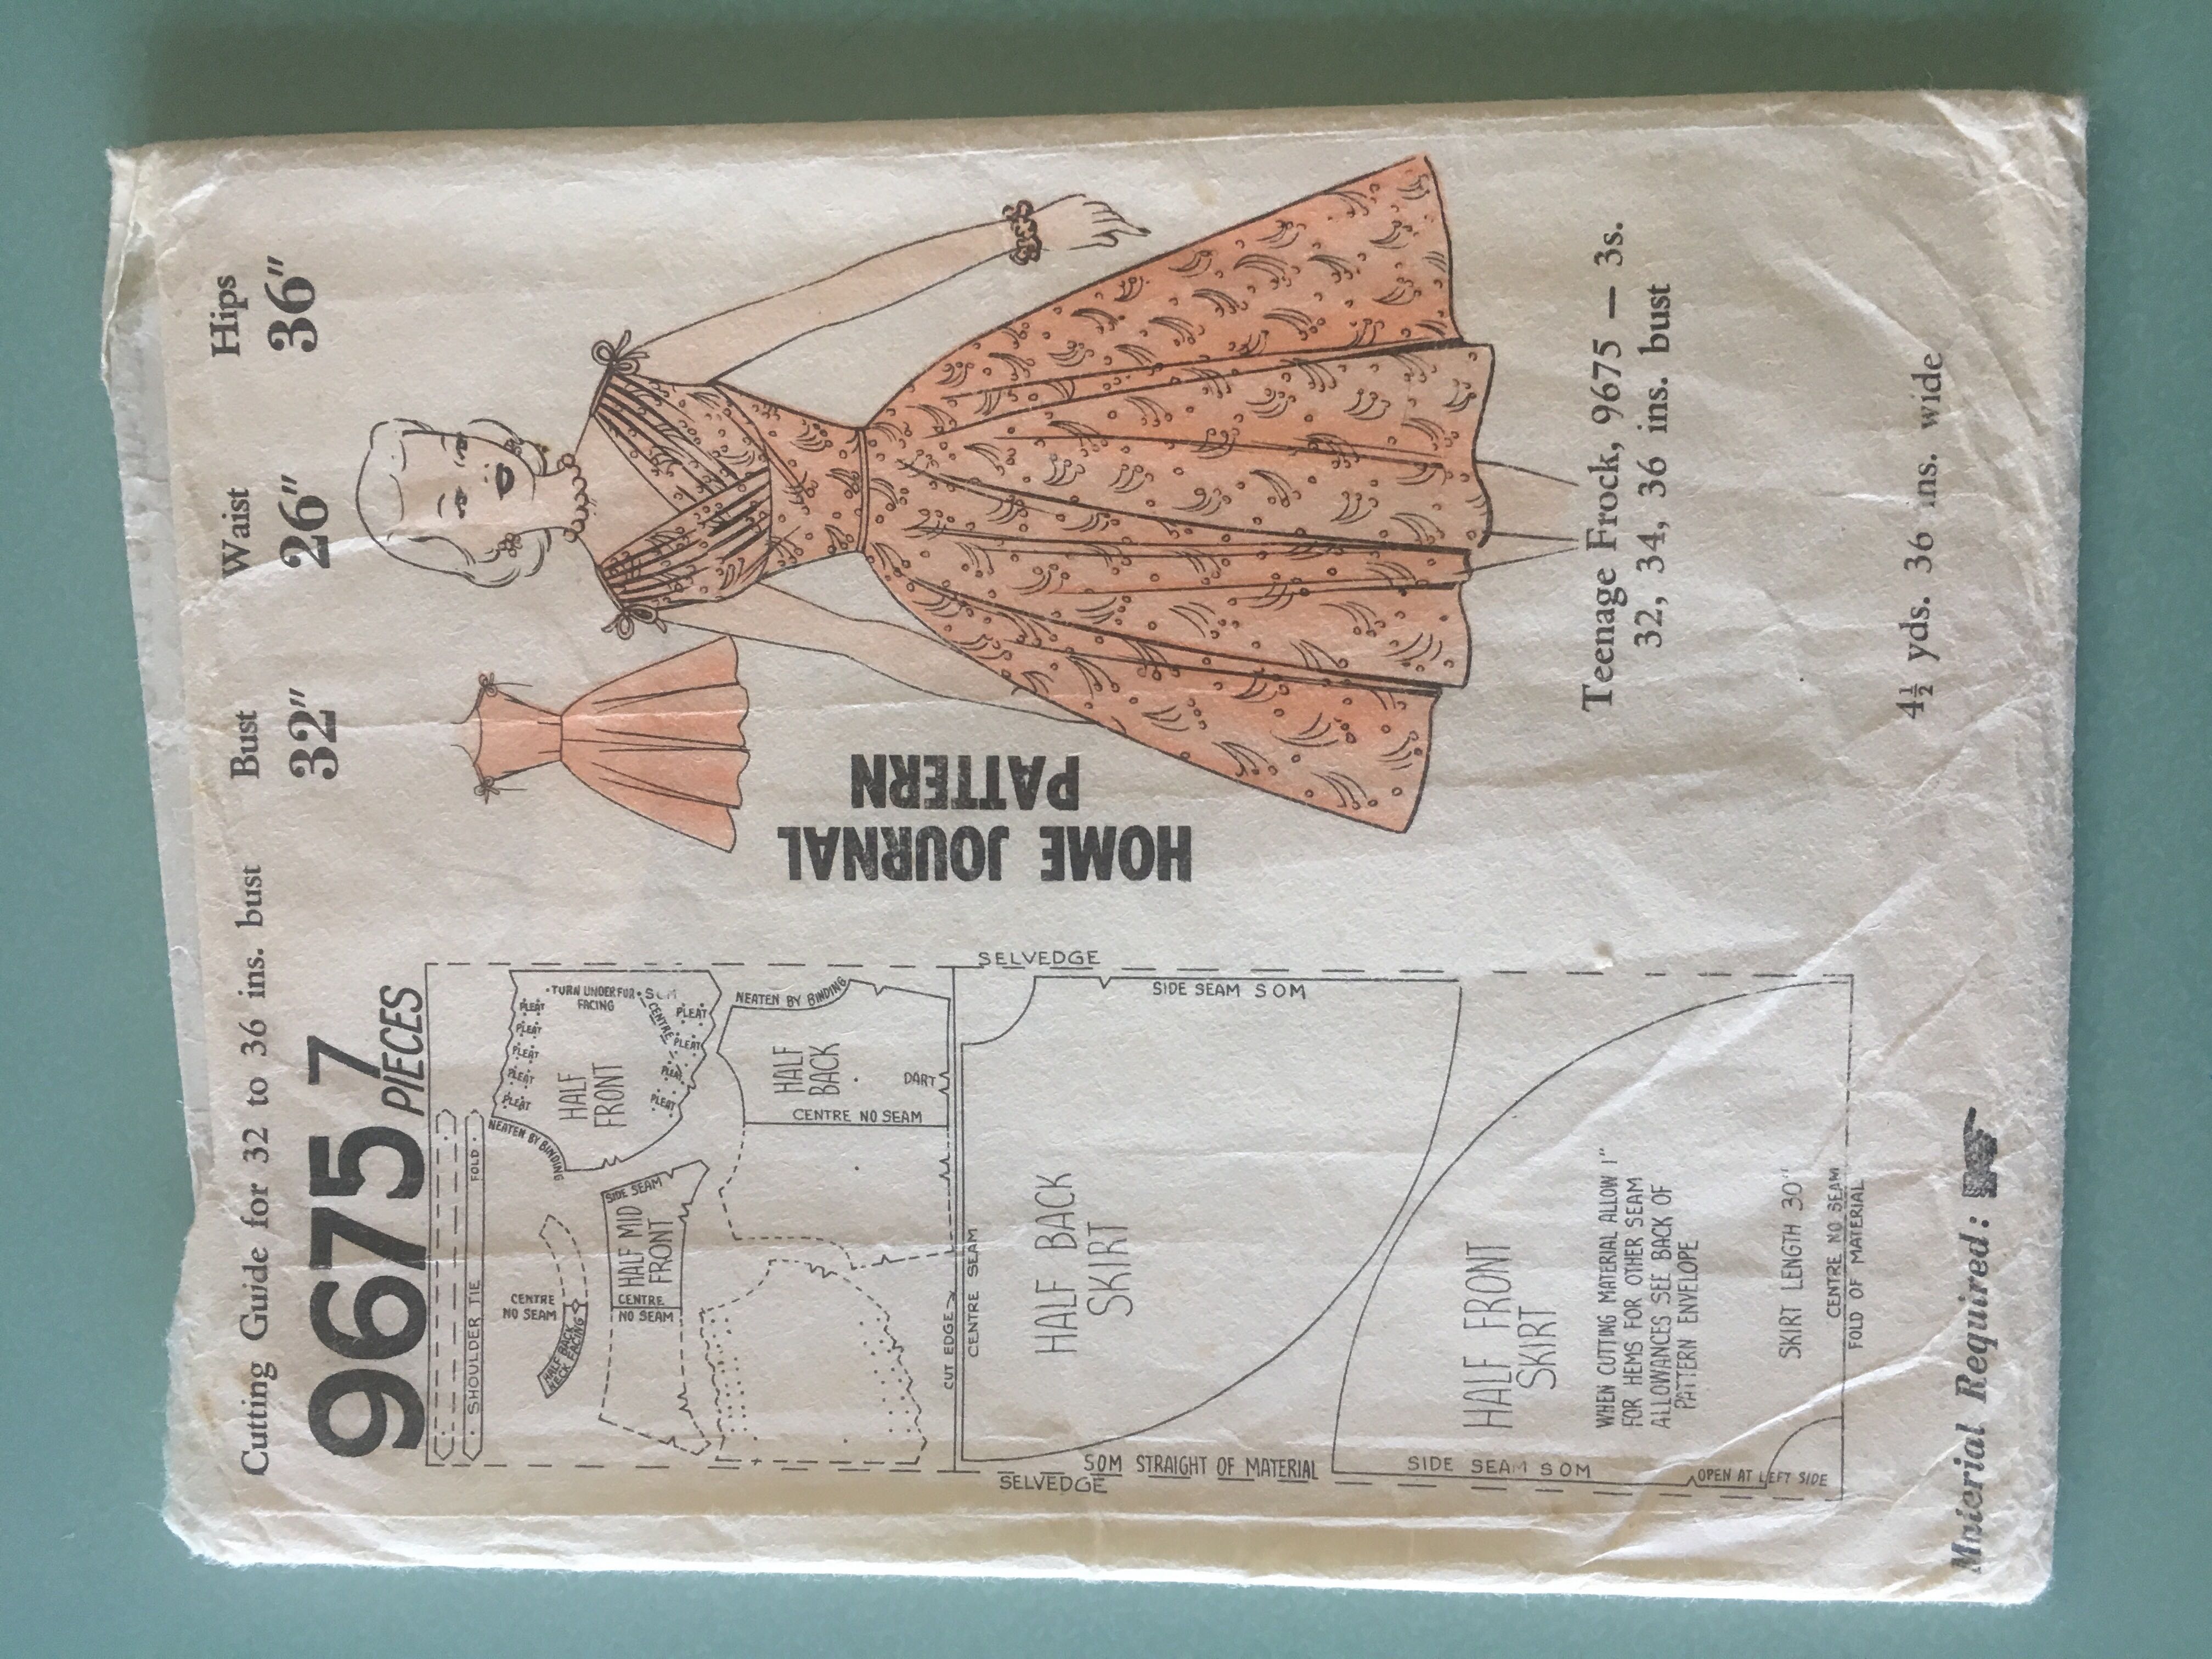 Cutting Guide for 32 to 36 ins. bust
Bust
32"
Waist
26"
Hips
36"
9675
7
PIECES
HOME JOURNAL
PATTERN
SHOULDER TIE
FOLD
NEATEN BY BINDING
HALF
FRONT
PLEAT
PLEAT
PLEAT
PLEAT
PLEAT
TURN UNDER FOR
FACING
SOM
CENTRE
PLEAT
PLEAT
PLEAT
PLEAT
CENTRE
NO SEAM
HALF BACK
NECK FACING
SIDE SEAM
HALF MID
FRONT
CENTRE
NO SEAM
NEATEN BY BINDING
HALF
BACK
DART
CENTRE NO SEAM
CUT EDGE
SELVEDGE
CENTRE SEAM
SIDE SEAM SOM
HALF BACK
SKIRT
SELVEDGE
SOM STRAIGHT OF MATERIAL
HALF FRONT
SKIRT
SIDE SEAM SOM
WHEN CUTTING MATERIAL ALLOW 1"
FOR HEMS FOR OTHER SEAM
ALLOWANCES SEE BACK OF
PATTERN ENVELOPE
OPEN AT LEFT SIDE
SKIRT LENGTH 30"
CENTRE NO SEAM
FOLD OF MATERIAL
Teenage Frock, 9675 — 3s.
32, 34, 36 ins. bust
Material Required:
4½ yds. 36 ins. wide